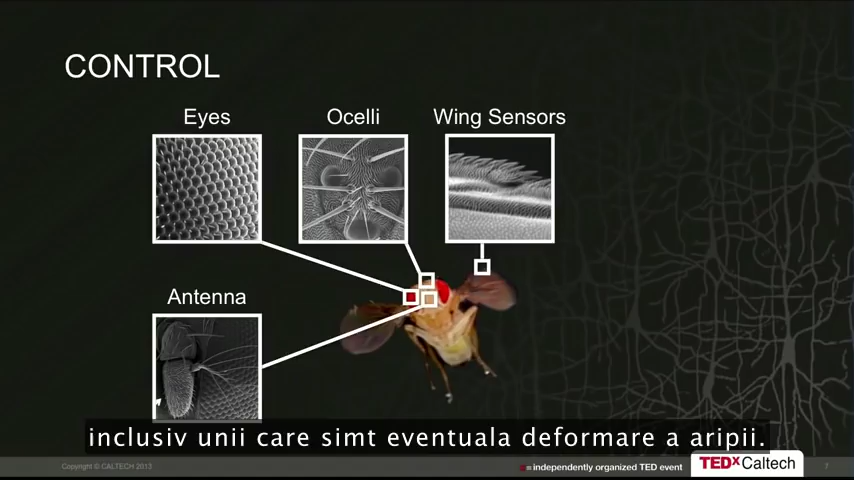 CONTROL
Eyes
Ocelli
Wing Sensors
Antenna
inclusiv unii care simt eventuala deformare a aripii.
Copyright © CALTECH 2013
x = independently organized TED event
TEDxCaltech
7